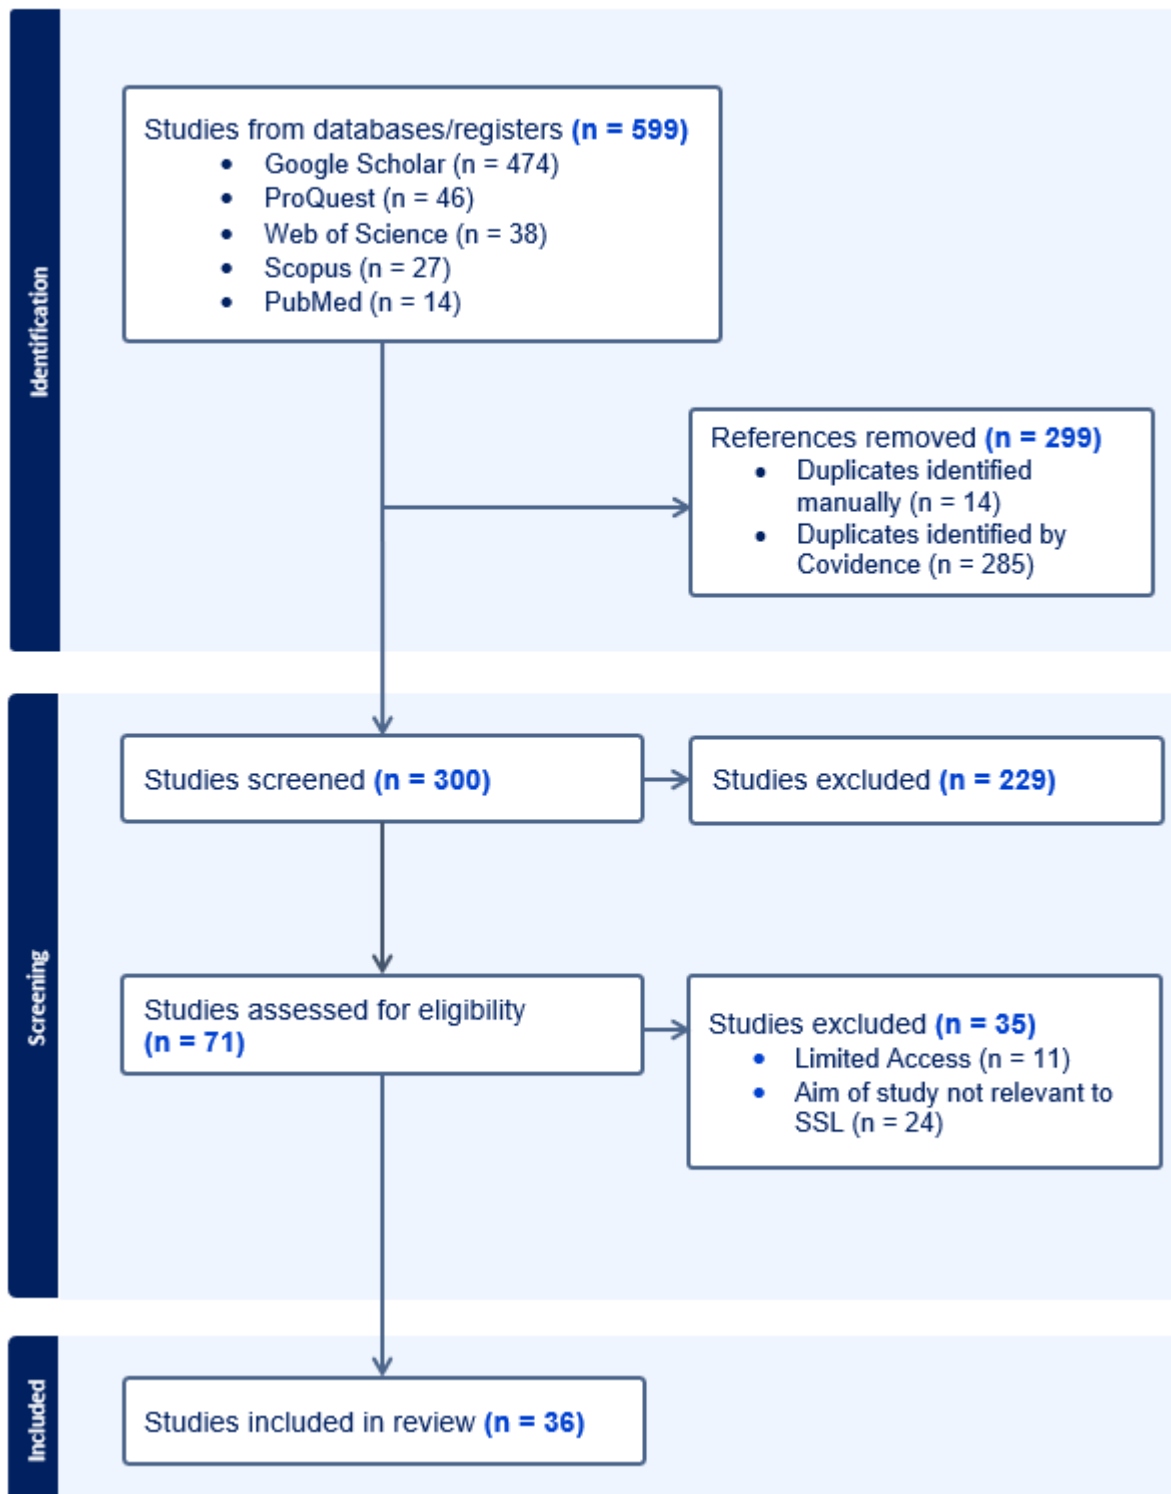 Identification
Studies from databases/registers (n = 599)
• Google Scholar (n = 474)
• ProQuest (n = 46)
• Web of Science (n = 38)
• Scopus (n = 27)
• PubMed (n = 14)
References removed (n = 299)
• Duplicates identified
manually (n = 14)
• Duplicates identified by
Covidence (n = 285)
Screening
Studies screened (n = 300)
Studies excluded (n = 229)
Studies assessed for eligibility
(n = 71)
Studies excluded (n = 35)
• Limited Access (n = 11)
• Aim of study not relevant to
SSL (n = 24)
Included
Studies included in review (n = 36)